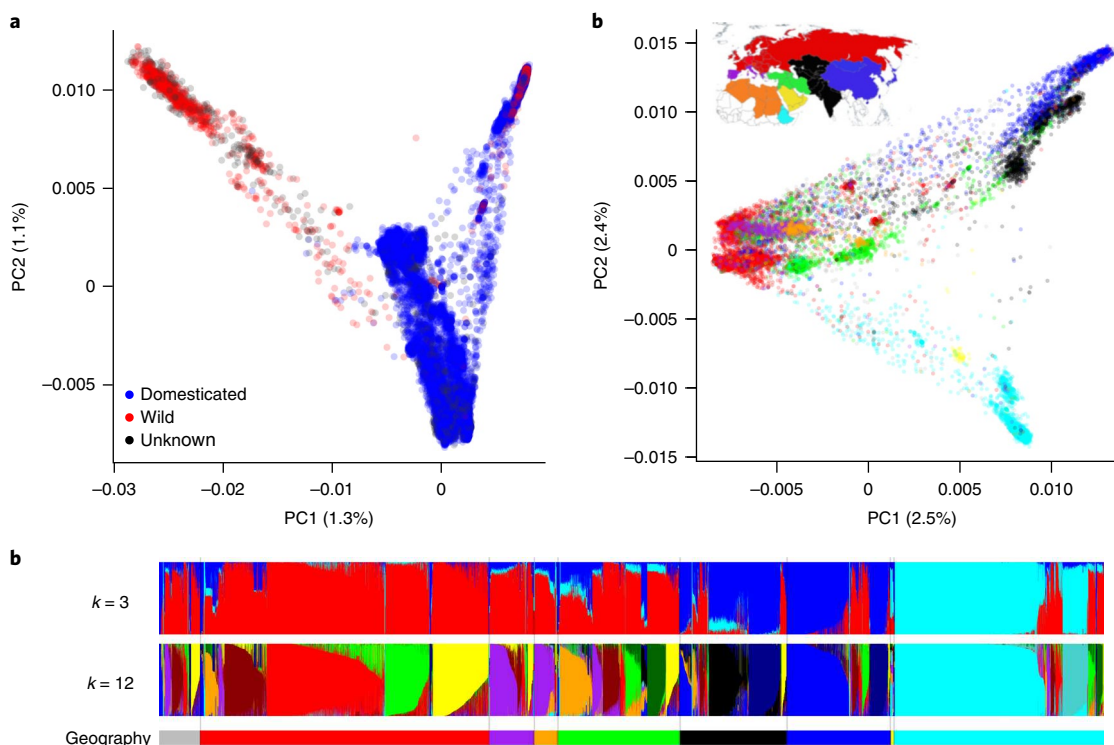 a
0.010
0.005
0
−0.005
PC2 (1.1%)
Domesticated
Wild
Unknown
−0.03
−0.02
−0.01
0
PC1 (1.3%)
b
0.015
0.010
0.005
0
−0.005
−0.010
−0.015
PC2 (2.4%)
−0.005
0
0.005
0.010
PC1 (2.5%)
b
k = 3
k = 12
Geography